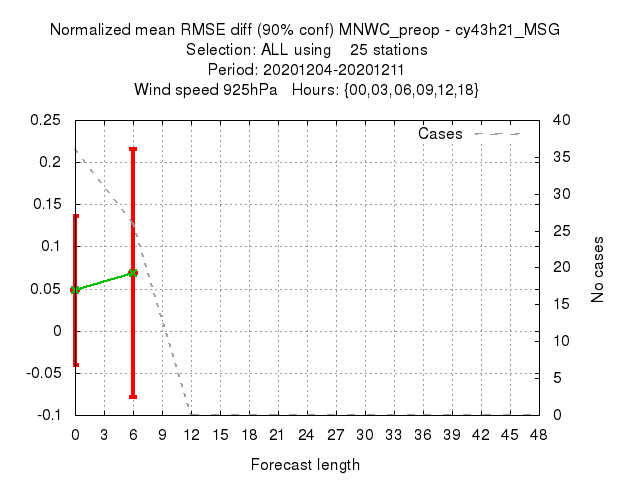 Normalized mean RMSE diff (90% conf) MNWC_preop - cy43h21_MSG
Selection: ALL using 25 stations
Period: 20201204-20201211
Wind speed 925hPa Hours: {00,03,06,09,12,18}
Cases
0.25
0.2
0.15
0.1
0.05
0
-0.05
-0.1
40
35
30
25
20
15
10
5
0
No cases
0 3 6 9 12 15 18 21 24 27 30 33 36 39 42 45 48
Forecast length